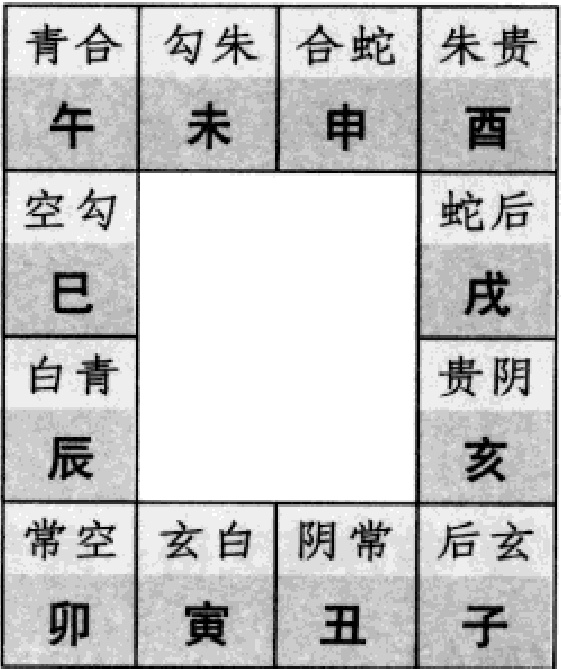 青合 勾朱 合蛇 朱贵
午 未 申 酉
空勾 蛇后
巳 戌
白青 贵阴
辰 亥
常空 玄白 阴常 后玄
卯 寅 丑 子